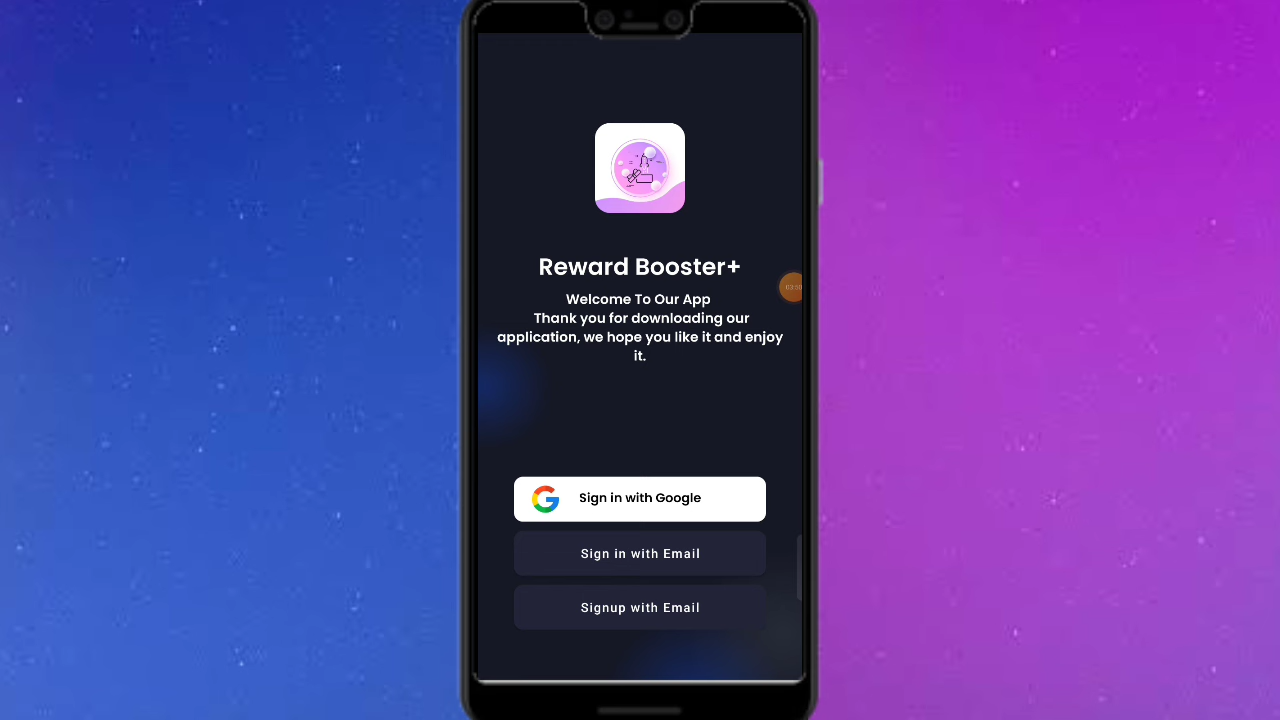 Reward Booster+
Welcome To Our App
Thank you for downloading our
application, we hope you like it and enjoy
it.
Sign in with Google
Sign in with Email
Signup with Email